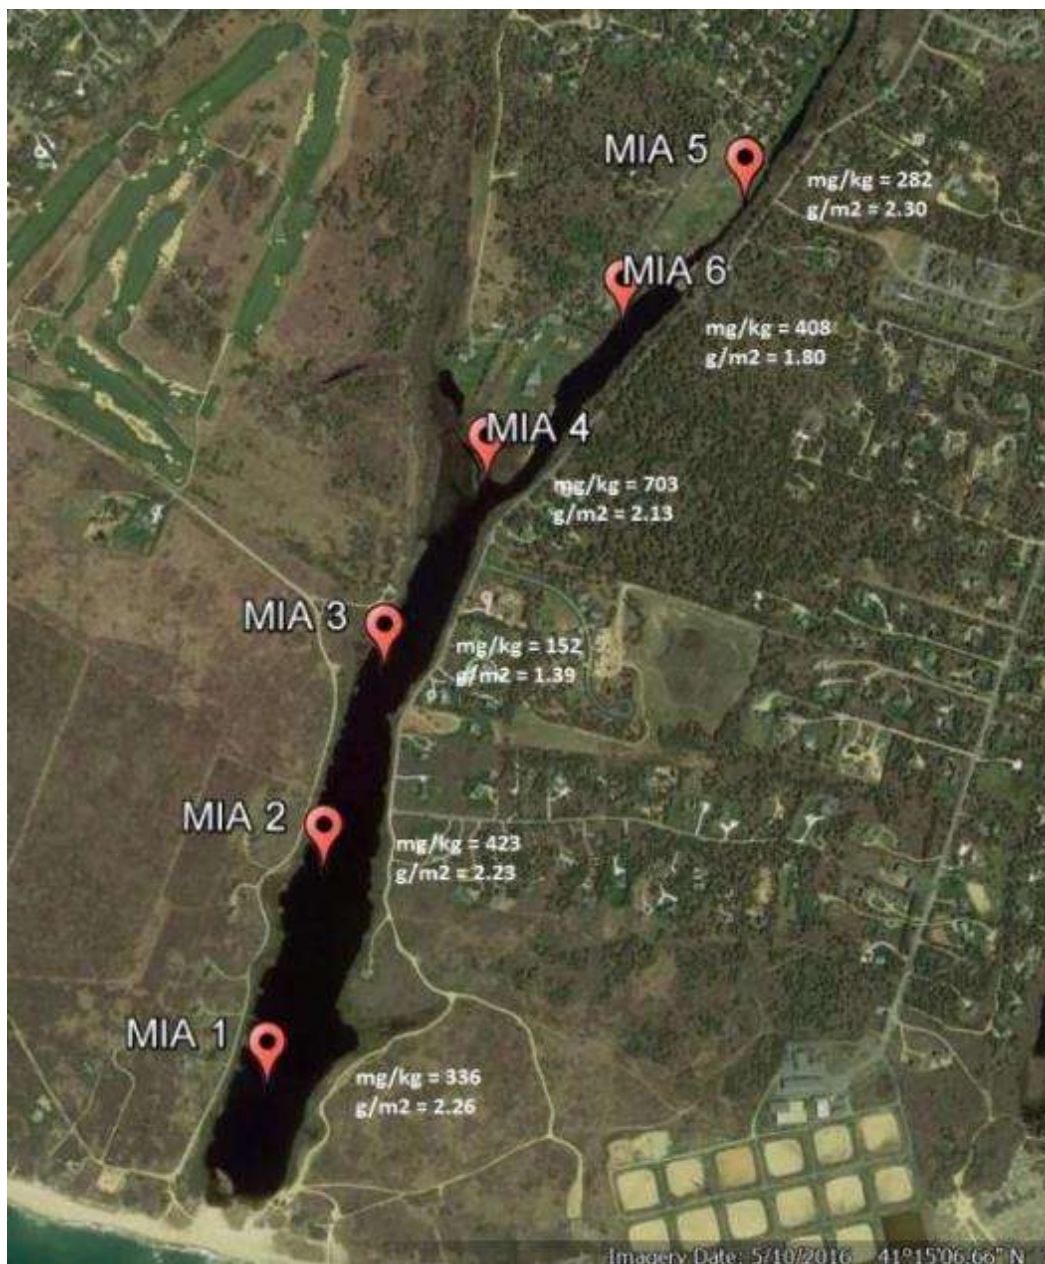 MIA 5
mg/kg = 282
g/m2 = 2.30
MIA 6
mg/kg = 408
g/m2 = 1.80
MIA 4
mg/kg = 703
g/m2 = 2.13
MIA 3
mg/kg = 152
g/m2 = 1.39
MIA 2
mg/kg = 423
g/m2 = 2.23
MIA 1
mg/kg = 336
g/m2 = 2.26
Imagery Date: 5/10/2016 41°15'06.66" N